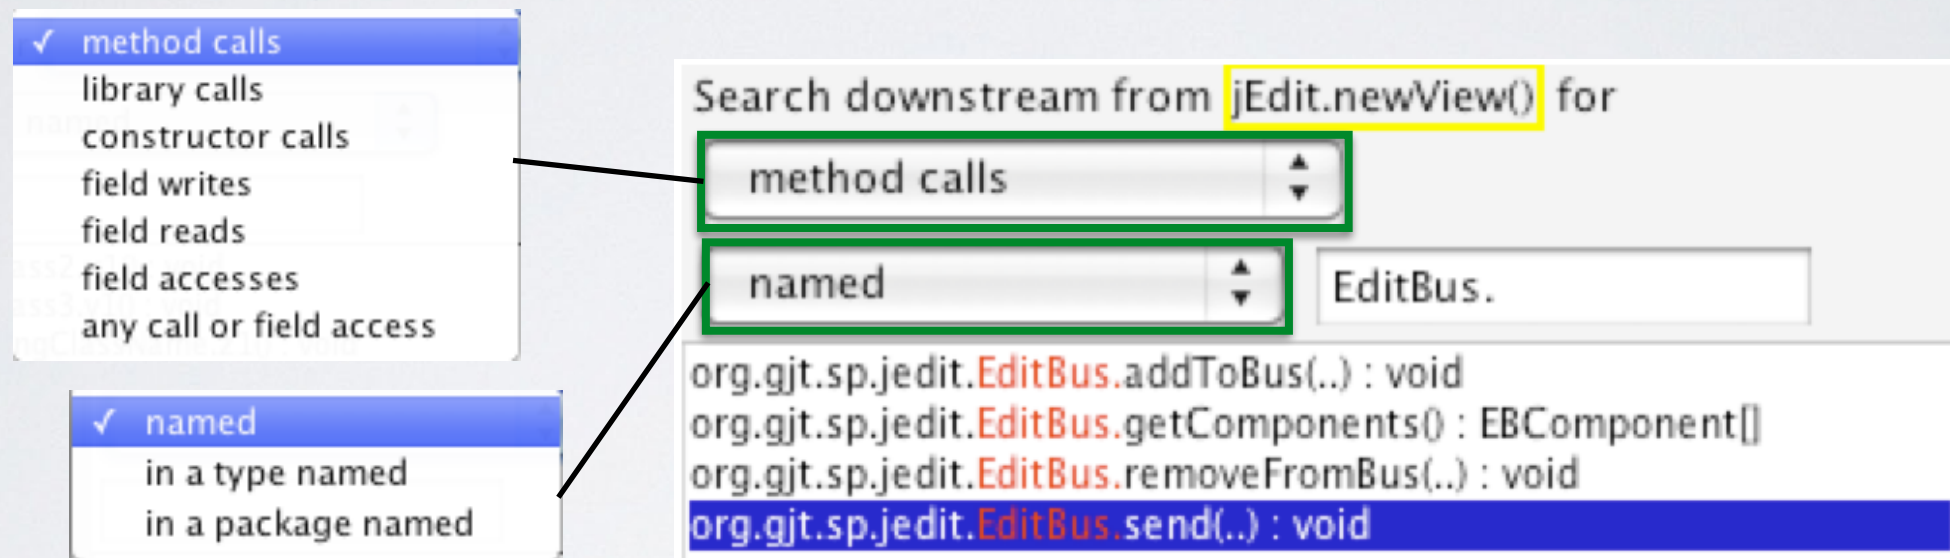 ✓ method calls
library calls
constructor calls
field writes
field reads
field accesses
any call or field access
✓ named
in a type named
in a package named
Search downstream from jEdit.newView() for
method calls
named
EditBus.
org.gjt.sp.jedit.EditBus.addToBus(..) : void
org.gjt.sp.jedit.EditBus.getComponents() : EBComponent[]
org.gjt.sp.jedit.EditBus.removeFromBus(..) : void
org.gjt.sp.jedit.EditBus.send(..) : void